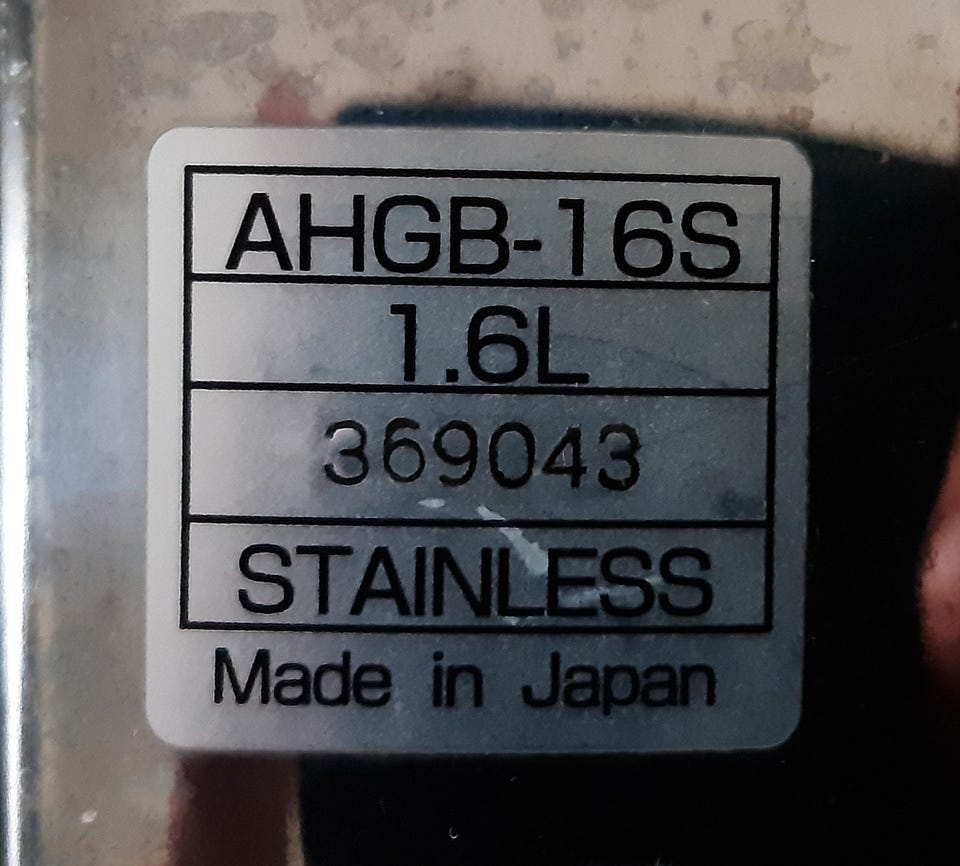 AHGB-16S
1.6L
369043
STAINLESS
Made in Japan